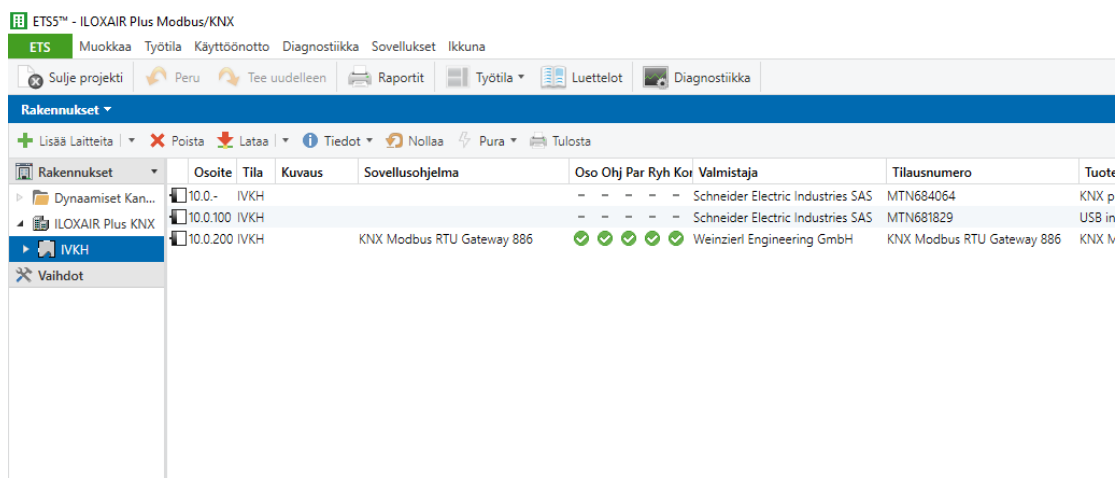 ETS5™ - ILOXAIR Plus Modbus/KNX
ETS Muokkaa Työtila Käyttöönotto Diagnostiikka Sovellukset Ikkuna
Sulje projekti Peru Tee uudelleen Raportit Työtila Luettelot Diagnostiikka
Rakennukset
Lisää Laitteita Poista Lataa Tiedot Nollaa Pura Tulosta
Rakennukset Osoite Tila Kuvaus Sovellusohjelma Oso Ohj Par Ryh Kor Valmistaja Tilausnumero Tuote
Dynaamiset Kan... 10.0.- IVKH – – – – – Schneider Electric Industries SAS MTN684064 KNX p
ILOXAIR Plus KNX 10.0.100 IVKH – – – – – Schneider Electric Industries SAS MTN681829 USB in
IVKH 10.0.200 IVKH KNX Modbus RTU Gateway 886 Weinzierl Engineering GmbH KNX Modbus RTU Gateway 886 KNX M
Vaihdot